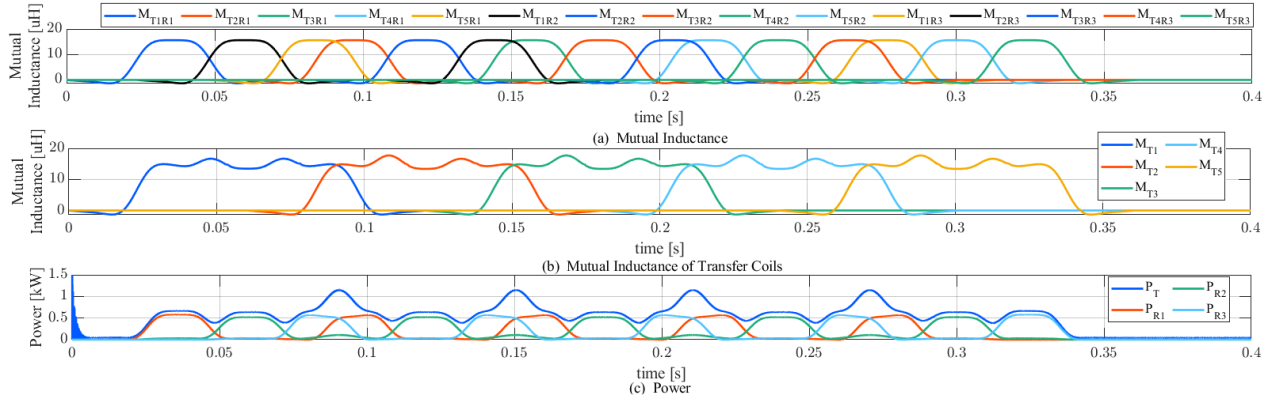 M_T1R1 M_T2R1 M_T3R1 M_T4R1 M_T5R1 M_T1R2 M_T2R2 M_T3R2 M_T4R2 M_T5R2 M_T1R3 M_T2R3 M_T3R3 M_T4R3 M_T5R3
Mutual
Inductance [uH]
20
10
0
0 0.05 0.1 0.15 0.2 0.25 0.3 0.35 0.4
time [s]
(a) Mutual Inductance
Mutual
Inductance [uH]
20
10
0
M_T1 M_T4
M_T2 M_T5
M_T3
0 0.05 0.1 0.15 0.2 0.25 0.3 0.35 0.4
time [s]
(b) Mutual Inductance of Transfer Coils
Power [kW]
1.5
1
0.5
0
P_T P_R2
P_R1 P_R3
0 0.05 0.1 0.15 0.2 0.25 0.3 0.35 0.4
time [s]
(c) Power